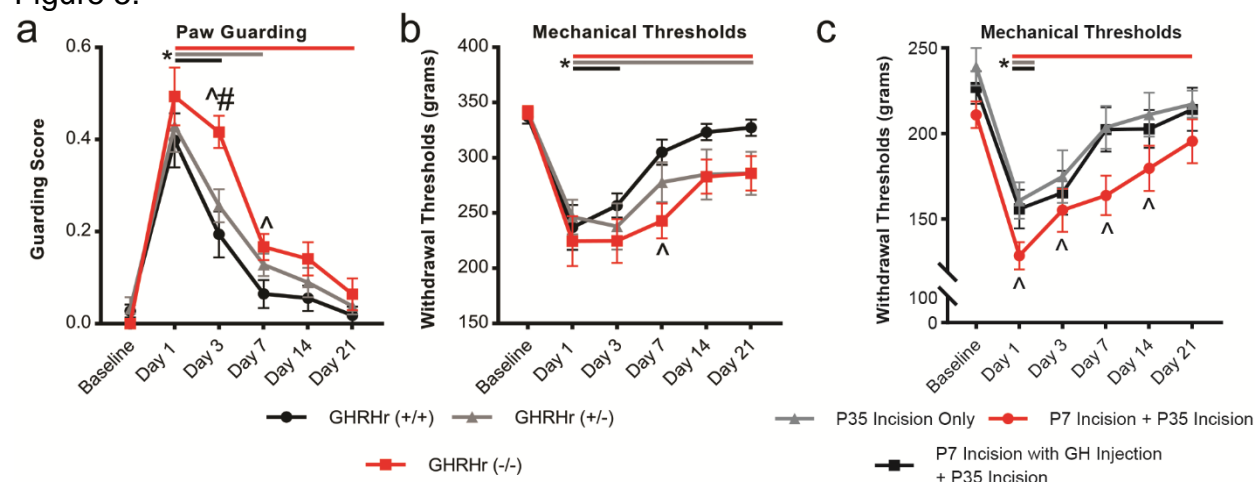 Figure 3.
a
Paw Guarding
Guarding Score
0.6
0.4
0.2
0.0
*
^#
^
Baseline
Day 1
Day 3
Day 7
Day 14
Day 21
b
Mechanical Thresholds
Withdrawal Thresholds (grams)
400
350
300
250
200
150
*
^
Baseline
Day 1
Day 3
Day 7
Day 14
Day 21
c
Mechanical Thresholds
Withdrawal Thresholds (grams)
250
200
150
100
0
*
^
^
^
^
Baseline
Day 1
Day 3
Day 7
Day 14
Day 21
GHRHr (+/+)
GHRHr (+/-)
GHRHr (-/-)
P35 Incision Only
P7 Incision + P35 Incision
P7 Incision with GH Injection
+ P35 Incision